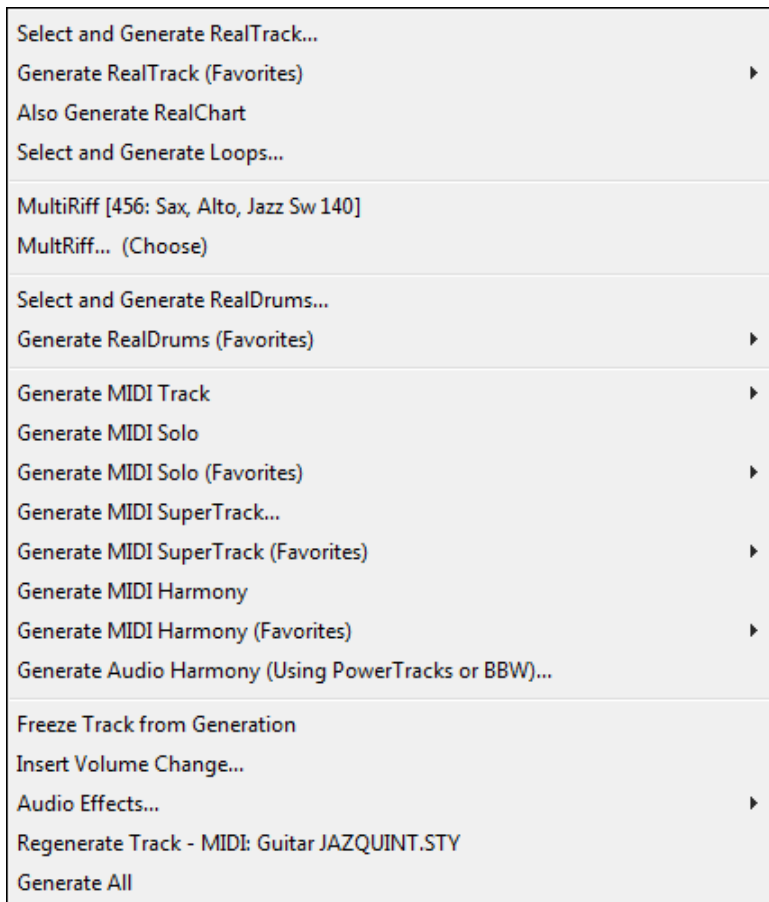 Select and Generate RealTrack...
Generate RealTrack (Favorites)
Also Generate RealChart
Select and Generate Loops...
MultiRiff [456: Sax, Alto, Jazz Sw 140]
MultRiff... (Choose)
Select and Generate RealDrums...
Generate RealDrums (Favorites)
Generate MIDI Track
Generate MIDI Solo
Generate MIDI Solo (Favorites)
Generate MIDI SuperTrack...
Generate MIDI SuperTrack (Favorites)
Generate MIDI Harmony
Generate MIDI Harmony (Favorites)
Generate Audio Harmony (Using PowerTracks or BBW)...
Freeze Track from Generation
Insert Volume Change...
Audio Effects...
Regenerate Track - MIDI: Guitar JAZQUINT.STY
Generate All